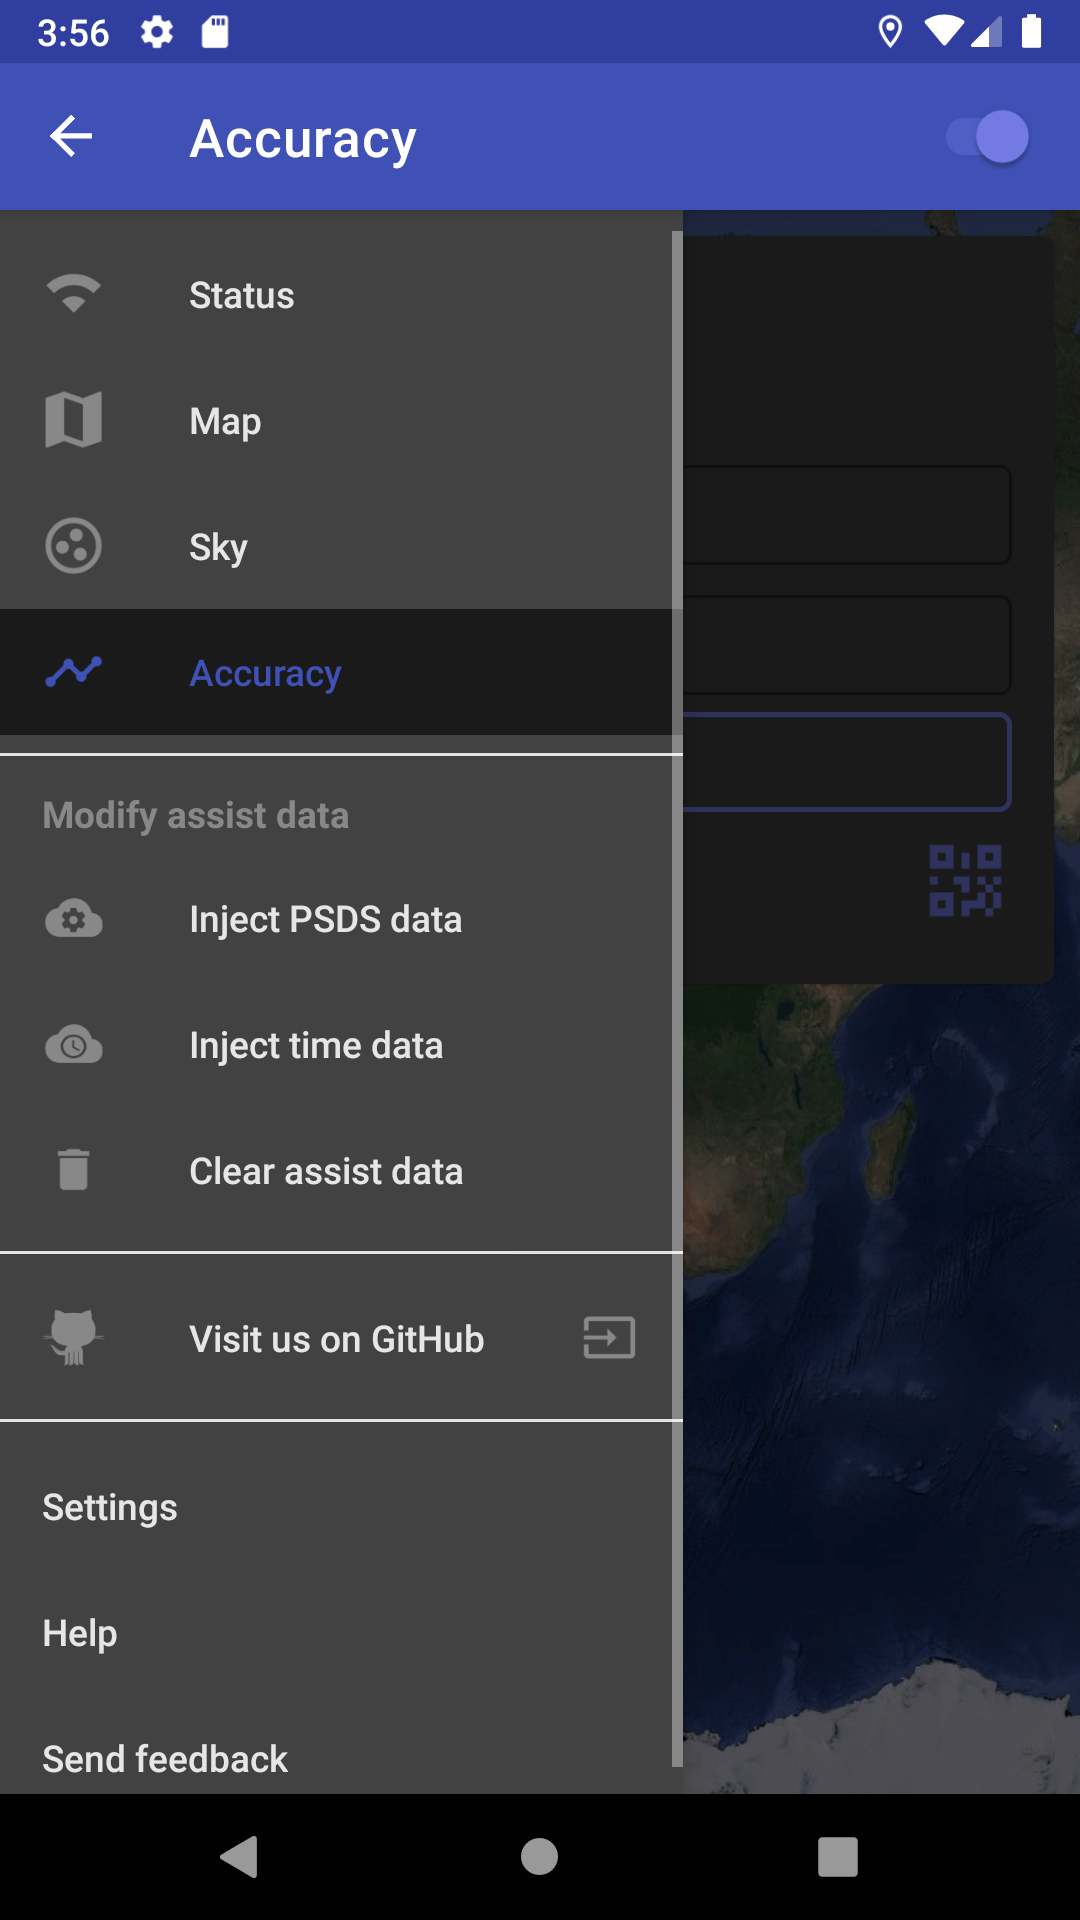 3:56
Accuracy
Status
Map
Sky
Accuracy
Modify assist data
Inject PSDS data
Inject time data
Clear assist data
Visit us on GitHub
Settings
Help
Send feedback